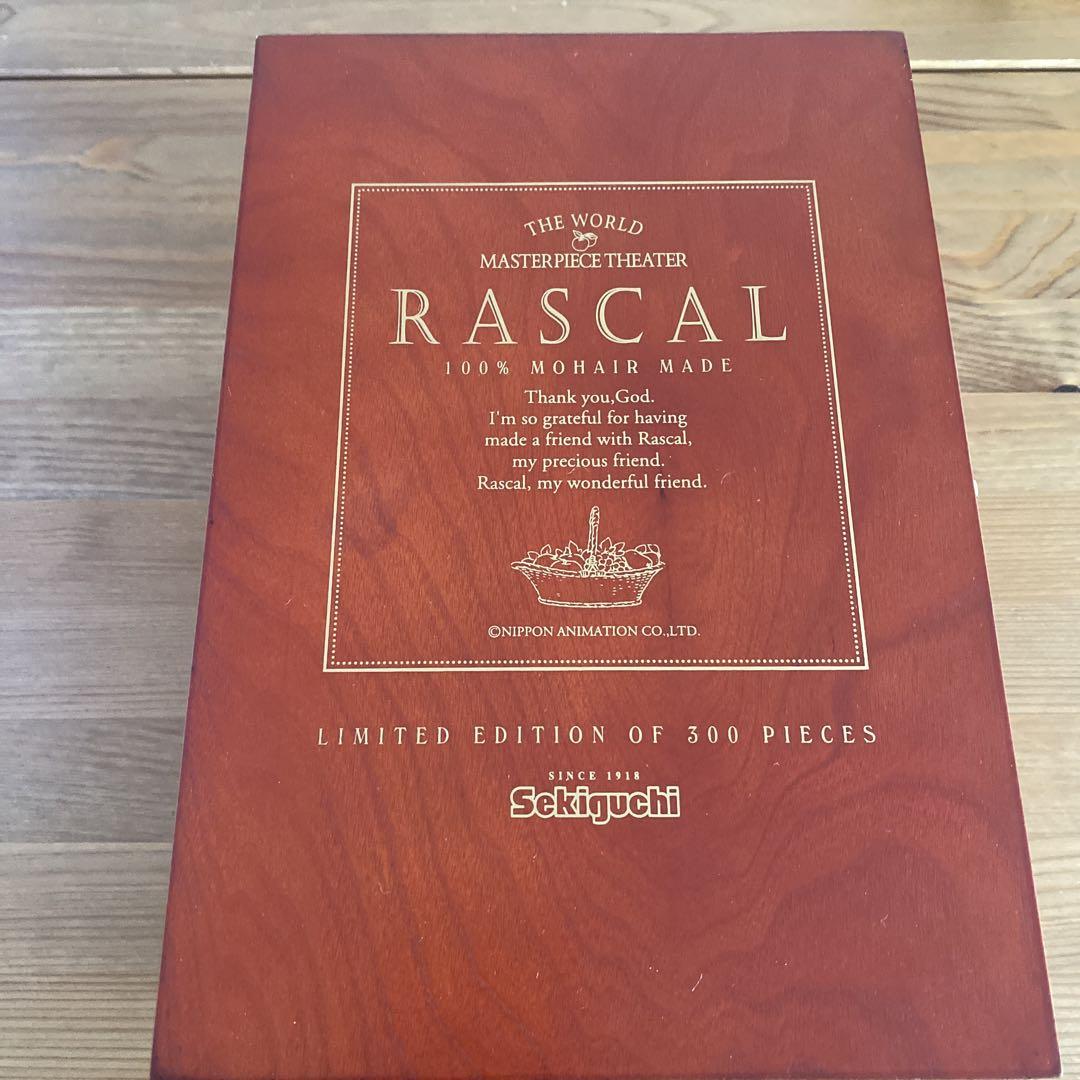 THE WORLD
MASTERPIECE THEATER
RASCAL
100% MOHAIR MADE
Thank you,God.
I'm so grateful for having
made a friend with Rascal,
my precious friend.
Rascal, my wonderful friend.
©NIPPON ANIMATION CO.,LTD.
LIMITED EDITION OF 300 PIECES
SINCE 1918
Sekiguchi